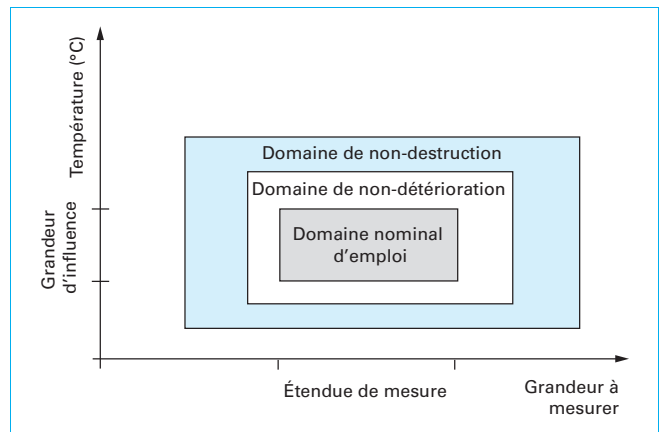 Température (°C)
Grandeur
d'influence
Domaine de non-destruction
Domaine de non-détérioration
Domaine nominal
d'emploi
Étendue de mesure
Grandeur à
mesurer